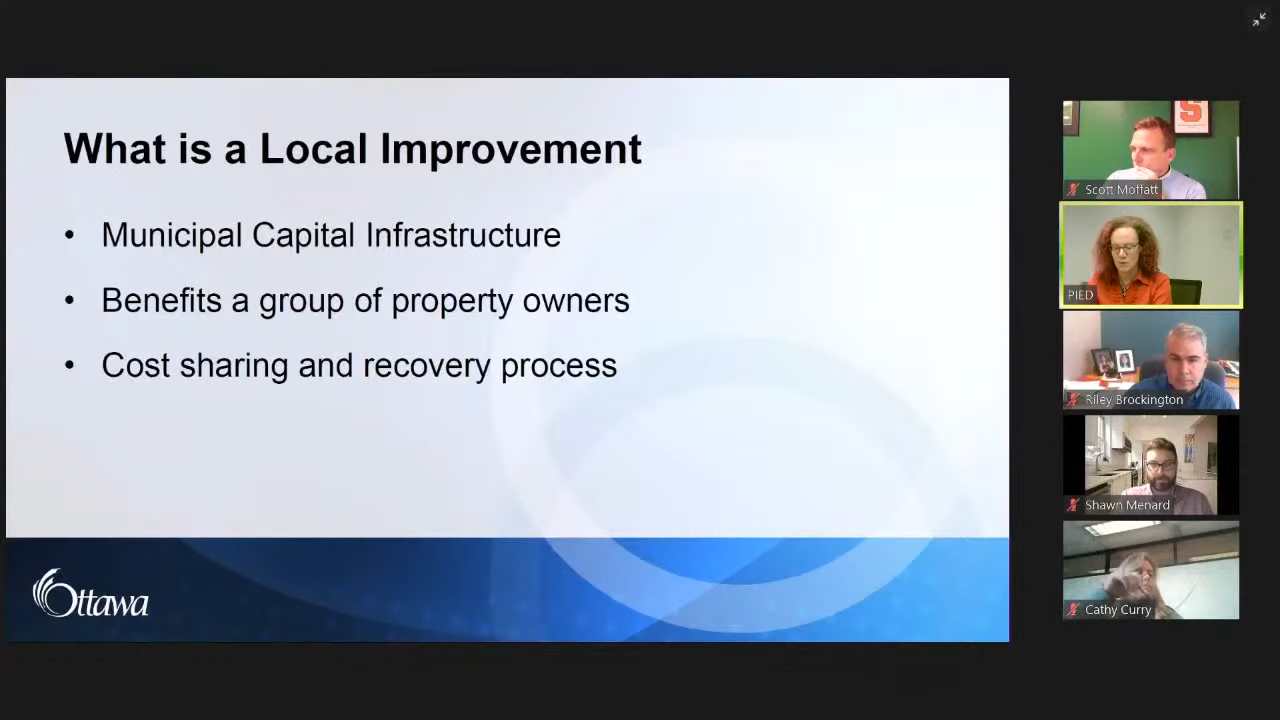 What is a Local Improvement
• Municipal Capital Infrastructure
• Benefits a group of property owners
• Cost sharing and recovery process
Ottawa
Scott Moffatt
PIED
Riley Brockington
Shawn Menard
Cathy Curry